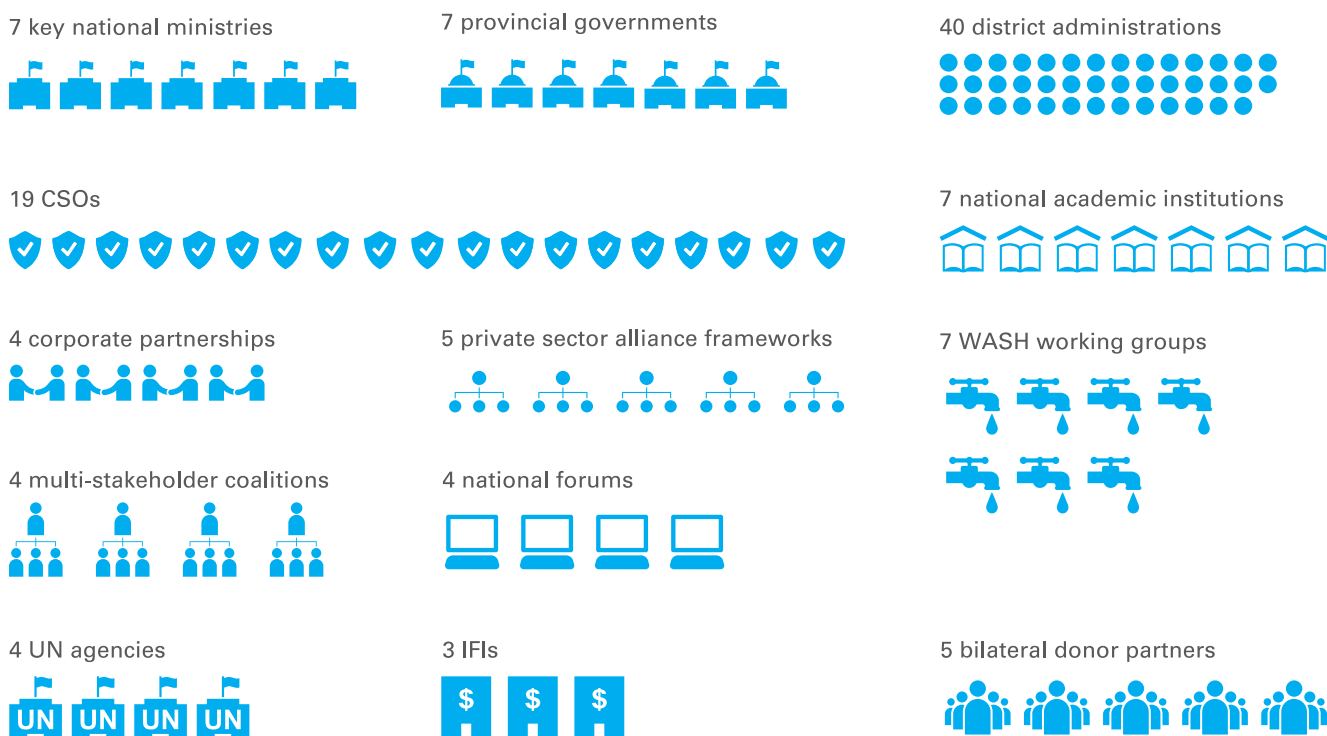 7 key national ministries
7 provincial governments
40 district administrations
19 CSOs
7 national academic institutions
4 corporate partnerships
5 private sector alliance frameworks
7 WASH working groups
4 multi-stakeholder coalitions
4 national forums
4 UN agencies
3 IFIs
5 bilateral donor partners
UN UN UN UN
$ $ $